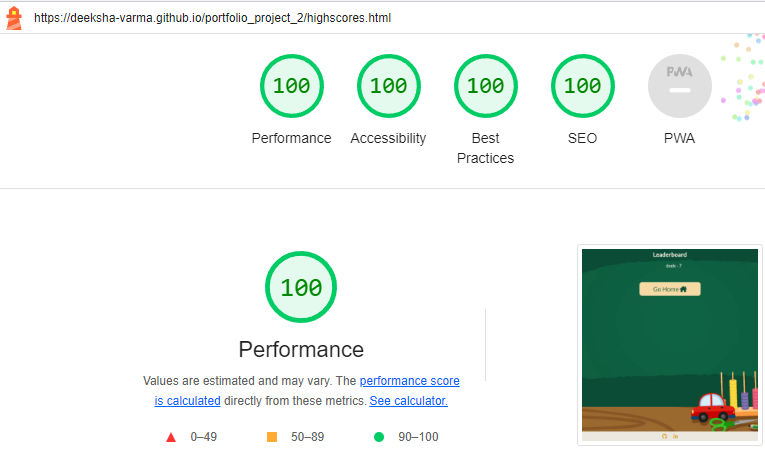 https://deeksha-varma.github.io/portfolio_project_2/highscores.html
100 100 100 100 PWA
Performance Accessibility Best Practices SEO PWA
100
Performance
Values are estimated and may vary. The performance score
is calculated directly from these metrics. See calculator.
0–49 50–89 90–100
Leaderboard
Go Home
in